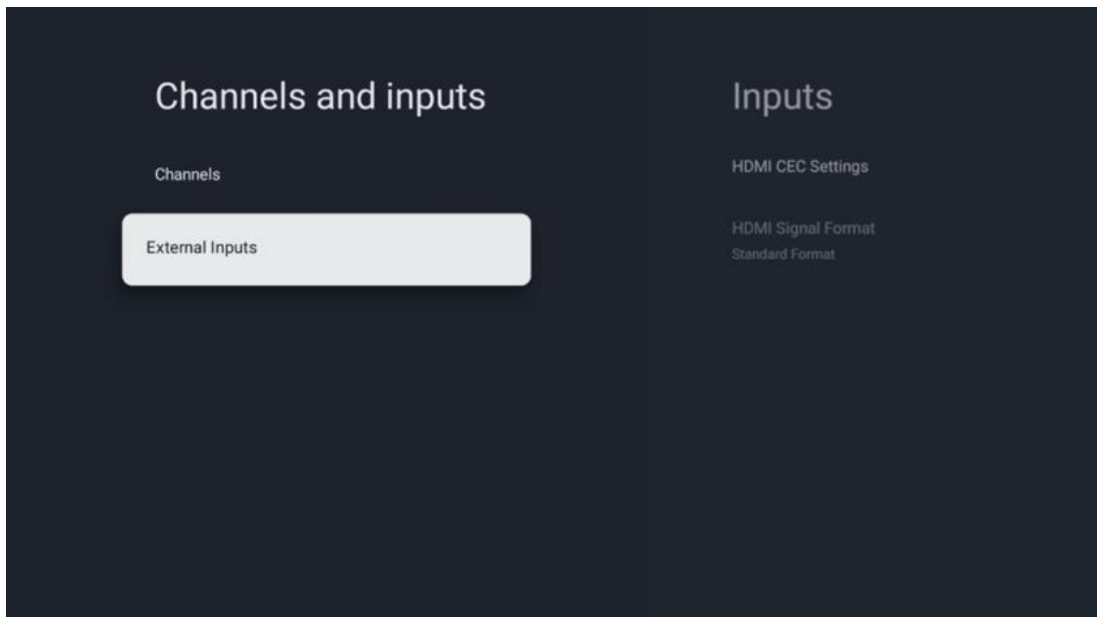 Channels and inputs
Channels
External Inputs
Inputs
HDMI CEC Settings
HDMI Signal Format
Standard Format